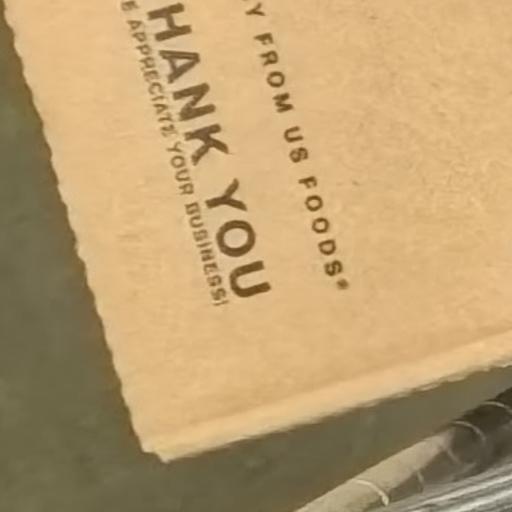 Y FROM US FOODS®
HANK YOU
E APPRECIATE YOUR BUSINESS!